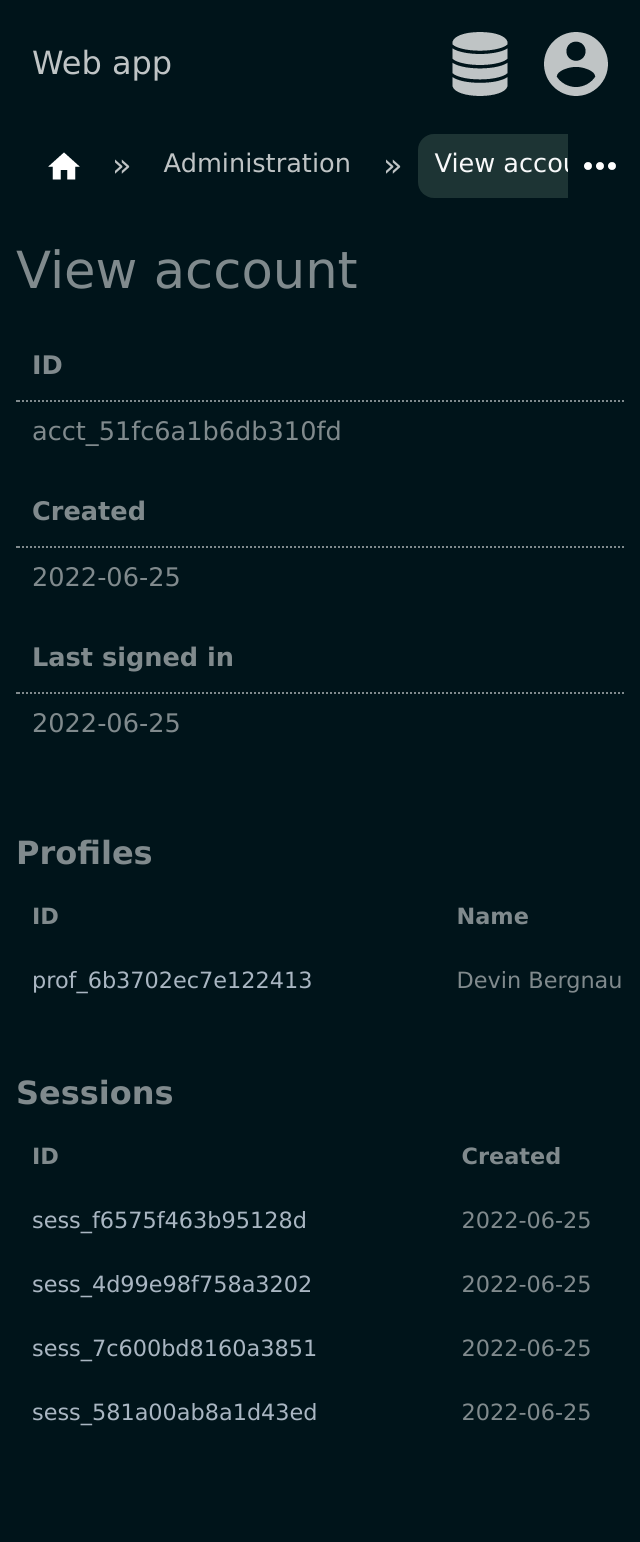 Web app
» Administration » View accou
View account
ID
acct_51fc6a1b6db310fd
Created
2022-06-25
Last signed in
2022-06-25
Profiles
ID Name
prof_6b3702ec7e122413 Devin Bergnau
Sessions
ID Created
sess_f6575f463b95128d 2022-06-25
sess_4d99e98f758a3202 2022-06-25
sess_7c600bd8160a3851 2022-06-25
sess_581a00ab8a1d43ed 2022-06-25